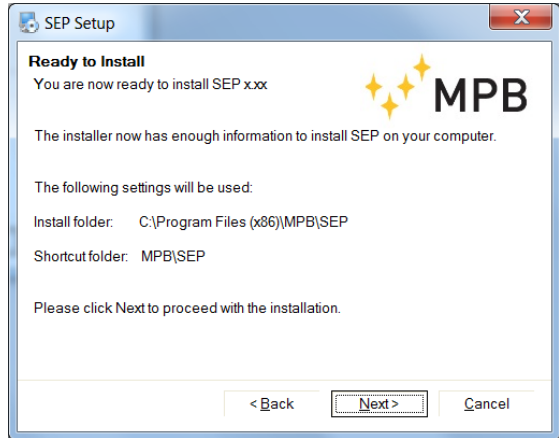 SEP Setup
X
Ready to Install
You are now ready to install SEP x.xx
MPB
The installer now has enough information to install SEP on your computer.
The following settings will be used:
Install folder: C:\Program Files (x86)\MPB\SEP
Shortcut folder: MPB\SEP
Please click Next to proceed with the installation.
< Back Next > Cancel